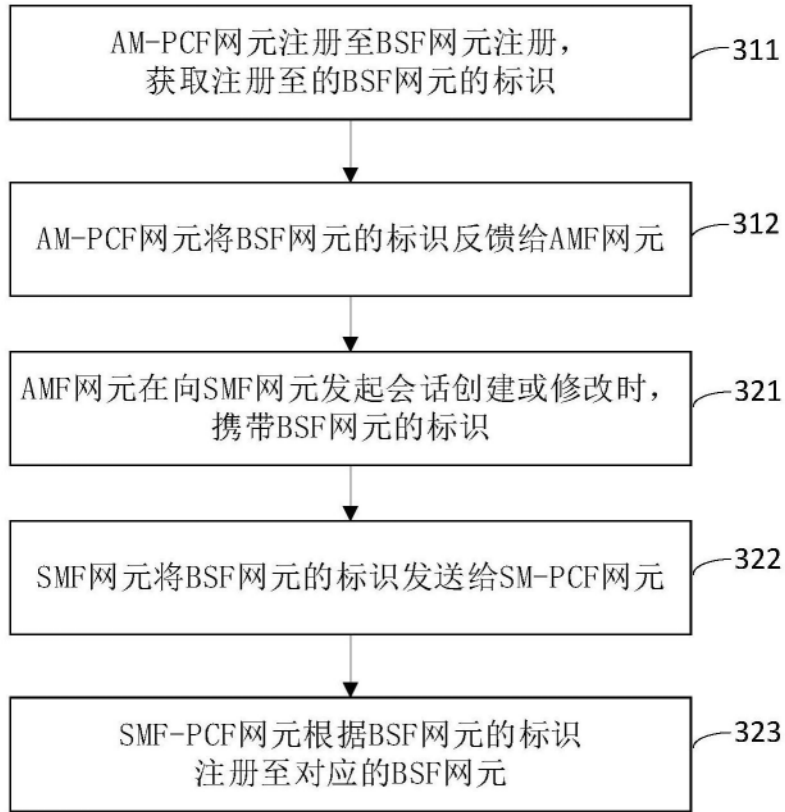 AM-PCF网元注册至BSF网元注册，
获取注册至的BSF网元的标识
311
AM-PCF网元将BSF网元的标识反馈给AMF网元
312
AMF网元在向SMF网元发起会话创建或修改时，
携带BSF网元的标识
321
SMF网元将BSF网元的标识发送给SM-PCF网元
322
SMF-PCF网元根据BSF网元的标识
注册至对应的BSF网元
323